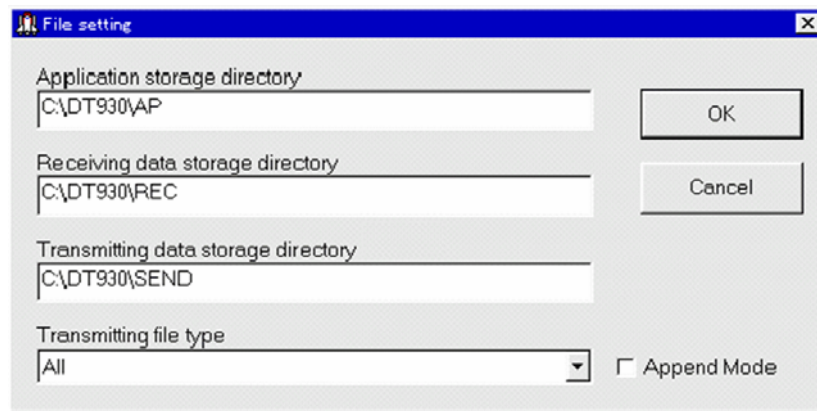 File setting
Application storage directory
C:\DT930\AP
OK
Receiving data storage directory
C:\DT930\REC
Cancel
Transmitting data storage directory
C:\DT930\SEND
Transmitting file type
All
Append Mode